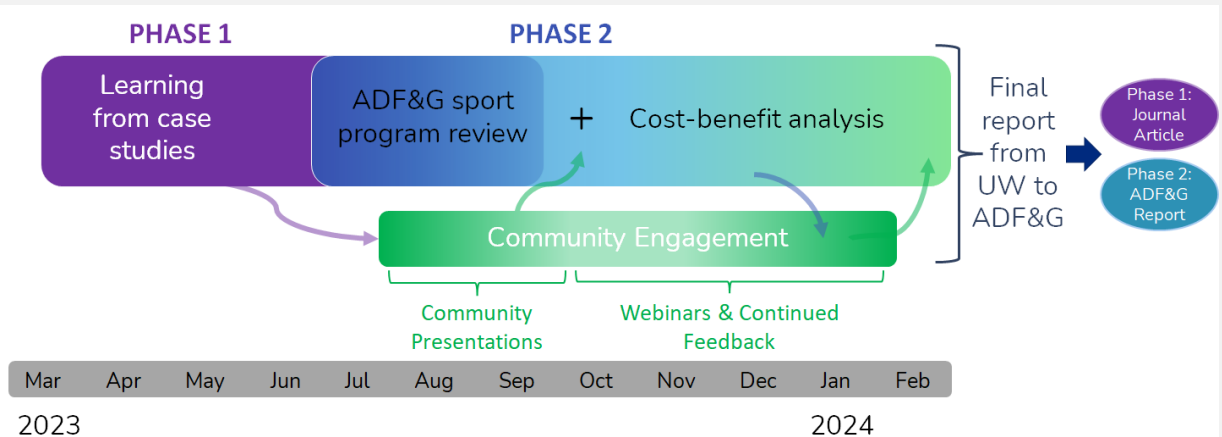 PHASE 1
PHASE 2
Learning
from case
studies
ADF&G sport
program review
+
Cost-benefit analysis
Final
report
from
UW to
ADF&G
Phase 1:
Journal
Article
Phase 2:
ADF&G
Report
Community Engagement
Community
Presentations
Webinars & Continued
Feedback
Mar Apr May Jun Jul Aug Sep Oct Nov Dec Jan Feb
2023 2024